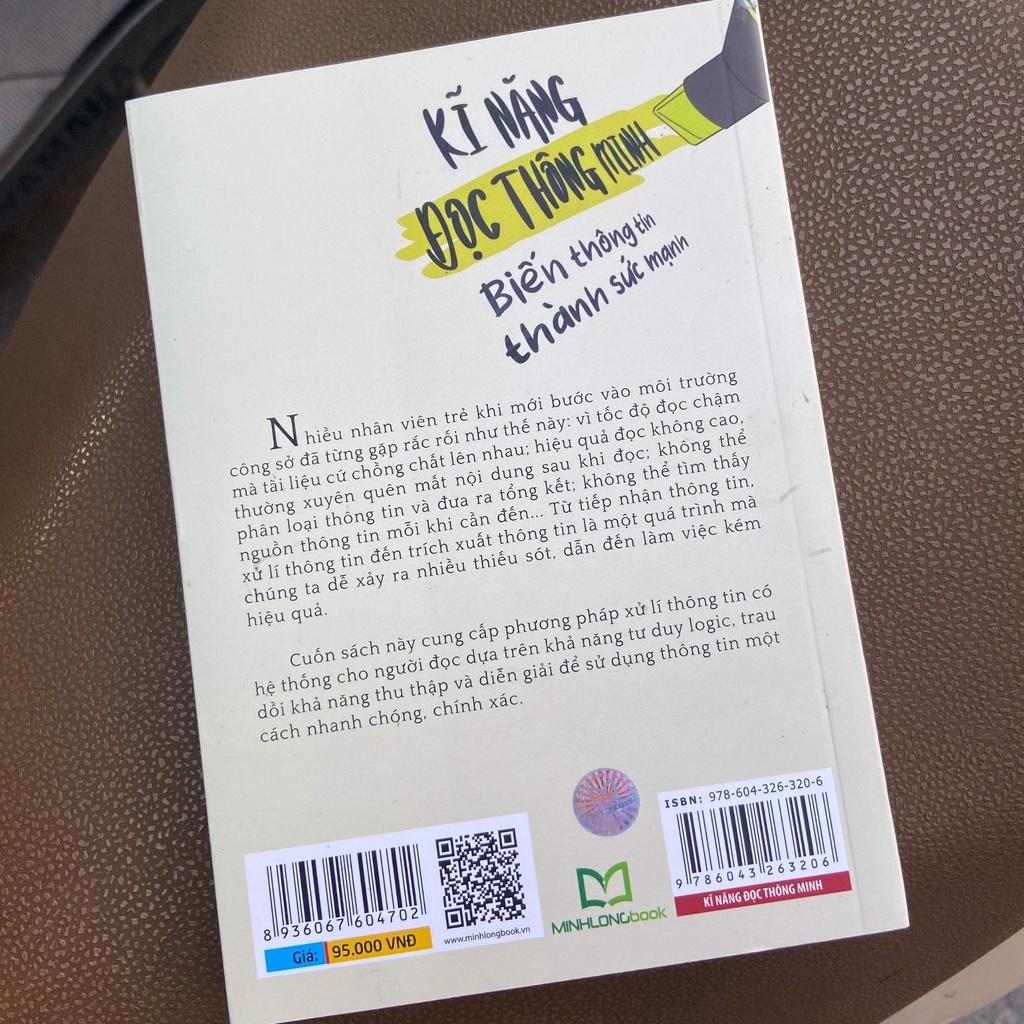 KĨ NĂNG
ĐỌC THÔNG MINH
Biến thông tin
thành sức mạnh
Nhiều nhân viên trẻ khi mới bước vào môi trường
công sở đã từng gặp rắc rối như thế này: vì tốc độ đọc chậm
mà tài liệu cứ chồng chất lên nhau; hiệu quả đọc không cao,
thường xuyên quên mất nội dung sau khi đọc; không thể
phân loại thông tin và đưa ra tổng kết; không thể tìm thấy
nguồn thông tin mỗi khi cần đến... Từ tiếp nhận thông tin,
xử lí thông tin đến trích xuất thông tin là một quá trình mà
chúng ta dễ xảy ra nhiều thiếu sót, dẫn đến làm việc kém
hiệu quả.
Cuốn sách này cung cấp phương pháp xử lí thông tin có
hệ thống cho người đọc dựa trên khả năng tư duy logic, trau
dồi khả năng thu thập và diễn giải để sử dụng thông tin một
cách nhanh chóng, chính xác.
8 936067 604702
Giá: 95.000 VNĐ
www.minhlongbook.vn
MINHLONGbook
ISBN: 978-604-326-320-6
9 786043 263206
KĨ NĂNG ĐỌC THÔNG MINH